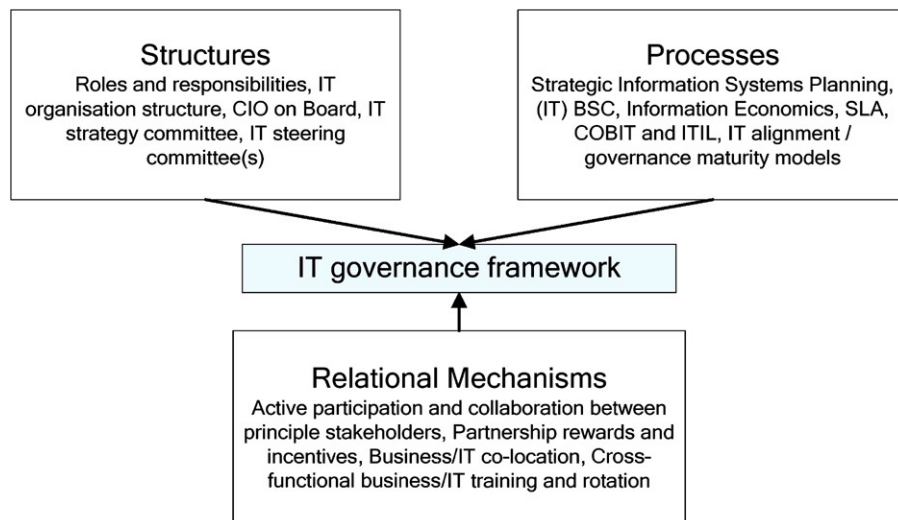 Structures
Roles and responsibilities, IT
organisation structure, CIO on Board, IT
strategy committee, IT steering
committee(s)
Processes
Strategic Information Systems Planning,
(IT) BSC, Information Economics, SLA,
COBIT and ITIL, IT alignment /
governance maturity models
IT governance framework
Relational Mechanisms
Active participation and collaboration between
principle stakeholders, Partnership rewards and
incentives, Business/IT co-location, Cross-
functional business/IT training and rotation